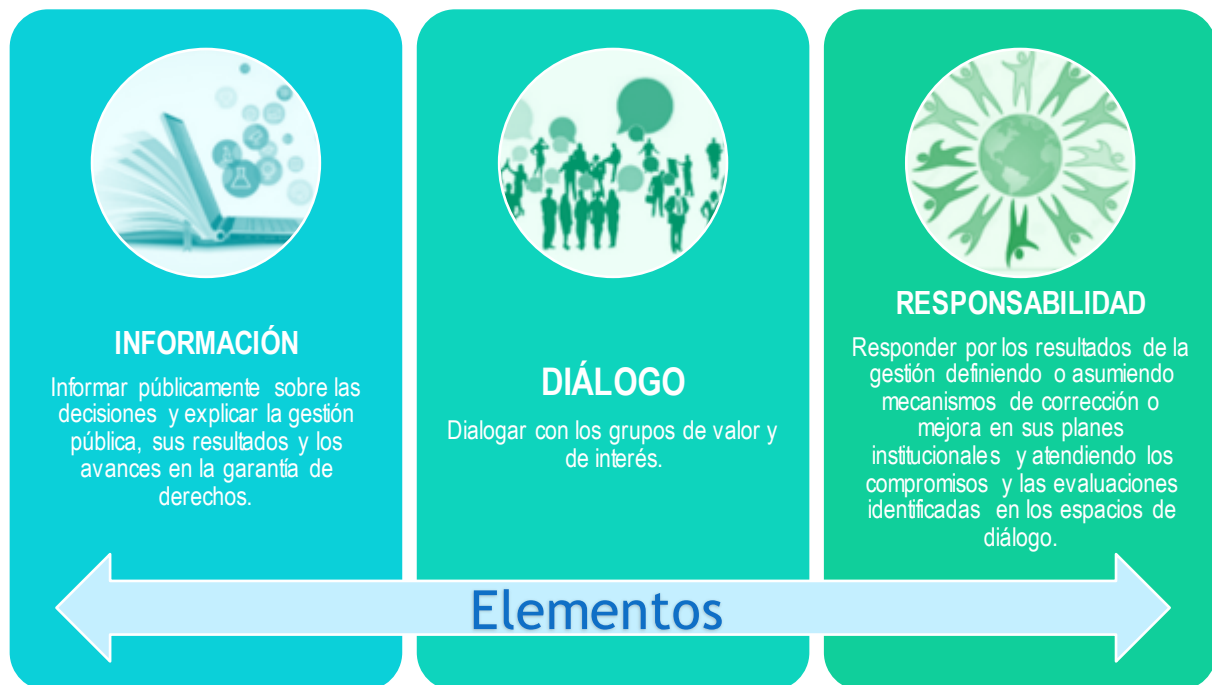 INFORMACIÓN
Informar públicamente sobre las
decisiones y explicar la gestión
pública, sus resultados y los
avances en la garantía de
derechos.
DIÁLOGO
Dialogar con los grupos de valor y
de interés.
RESPONSABILIDAD
Responder por los resultados de la
gestión definiendo o asumiendo
mecanismos de corrección o
mejora en sus planes
institucionales y atendiendo los
compromisos y las evaluaciones
identificadas en los espacios de
diálogo.
Elementos